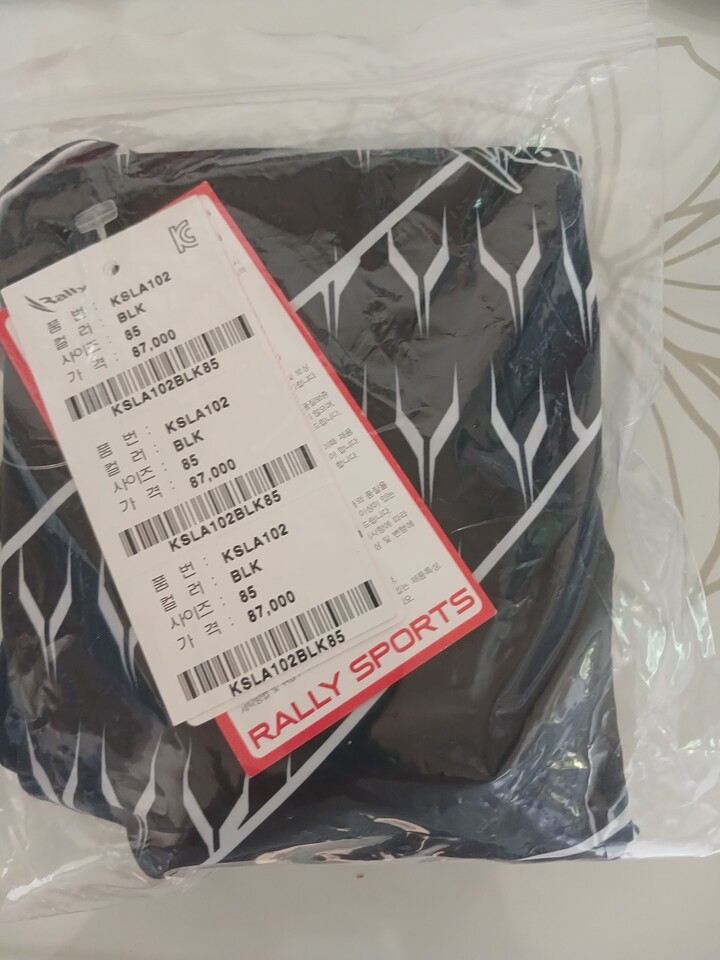 Rally
KC
품 번 : KSLA102
컬 러 : BLK
사이즈 : 85
가 격 : 87,000
KSLA102BLK85
품 번 : KSLA102
컬 러 : BLK
사이즈 : 85
가 격 : 87,000
KSLA102BLK85
품 번 : KSLA102
컬 러 : BLK
사이즈 : 85
가 격 : 87,000
KSLA102BLK85
RALLY SPORTS